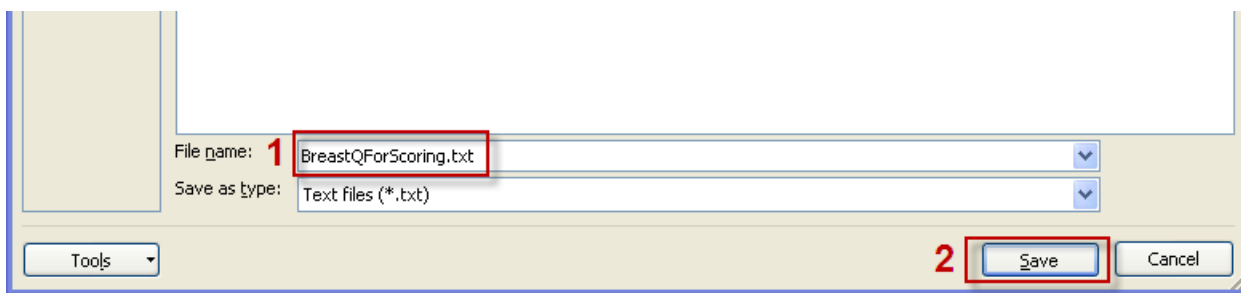 File name: 1 BreastQForScoring.txt
Save as type: Text files (*.txt)
Tools 2 Save Cancel